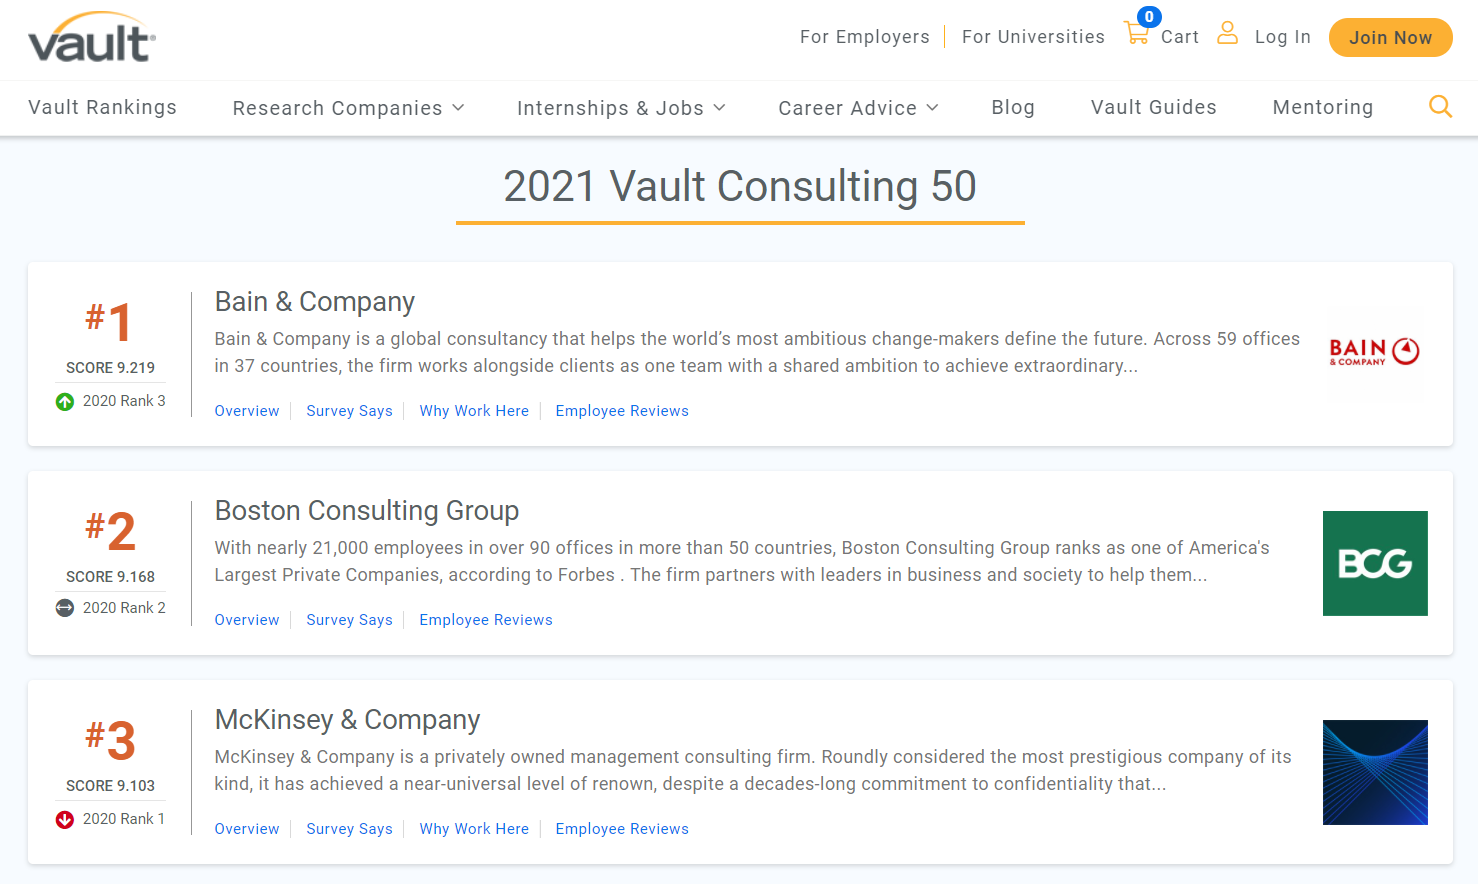 vault
For Employers
For Universities
0
Cart
Log In
Join Now
Vault Rankings
Research Companies
Internships & Jobs
Career Advice
Blog
Vault Guides
Mentoring
2021 Vault Consulting 50
#1
SCORE 9.219
2020 Rank 3
Bain & Company
Bain & Company is a global consultancy that helps the world’s most ambitious change-makers define the future. Across 59 offices
in 37 countries, the firm works alongside clients as one team with a shared ambition to achieve extraordinary...
Overview
Survey Says
Why Work Here
Employee Reviews
BAIN
& COMPANY
#2
SCORE 9.168
2020 Rank 2
Boston Consulting Group
With nearly 21,000 employees in over 90 offices in more than 50 countries, Boston Consulting Group ranks as one of America's
Largest Private Companies, according to Forbes . The firm partners with leaders in business and society to help them...
Overview
Survey Says
Employee Reviews
BCG
#3
SCORE 9.103
2020 Rank 1
McKinsey & Company
McKinsey & Company is a privately owned management consulting firm. Roundly considered the most prestigious company of its
kind, it has achieved a near-universal level of renown, despite a decades-long commitment to confidentiality that...
Overview
Survey Says
Why Work Here
Employee Reviews